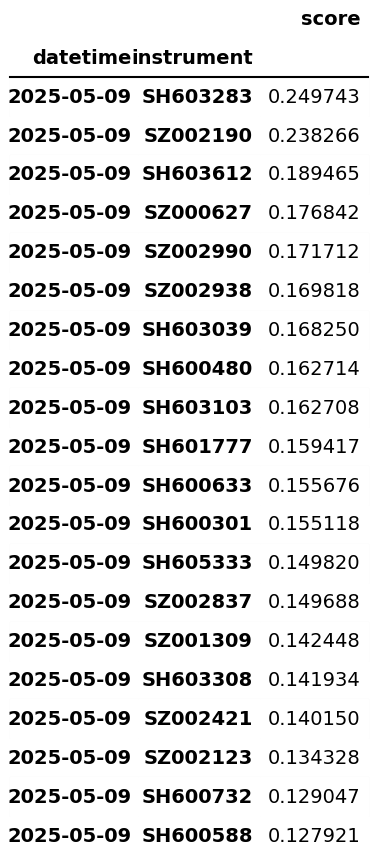 score
datetime instrument
2025-05-09 SH603283 0.249743
2025-05-09 SZ002190 0.238266
2025-05-09 SH603612 0.189465
2025-05-09 SZ000627 0.176842
2025-05-09 SZ002990 0.171712
2025-05-09 SZ002938 0.169818
2025-05-09 SH603039 0.168250
2025-05-09 SH600480 0.162714
2025-05-09 SH603103 0.162708
2025-05-09 SH601777 0.159417
2025-05-09 SH600633 0.155676
2025-05-09 SH600301 0.155118
2025-05-09 SH605333 0.149820
2025-05-09 SZ002837 0.149688
2025-05-09 SZ001309 0.142448
2025-05-09 SH603308 0.141934
2025-05-09 SZ002421 0.140150
2025-05-09 SZ002123 0.134328
2025-05-09 SH600732 0.129047
2025-05-09 SH600588 0.127921